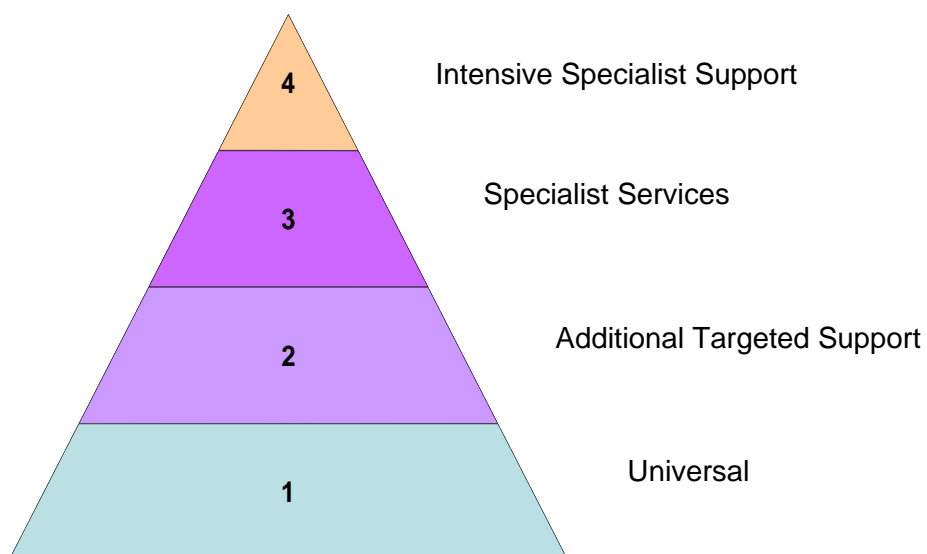 4
Intensive Specialist Support
3
Specialist Services
2
Additional Targeted Support
1
Universal